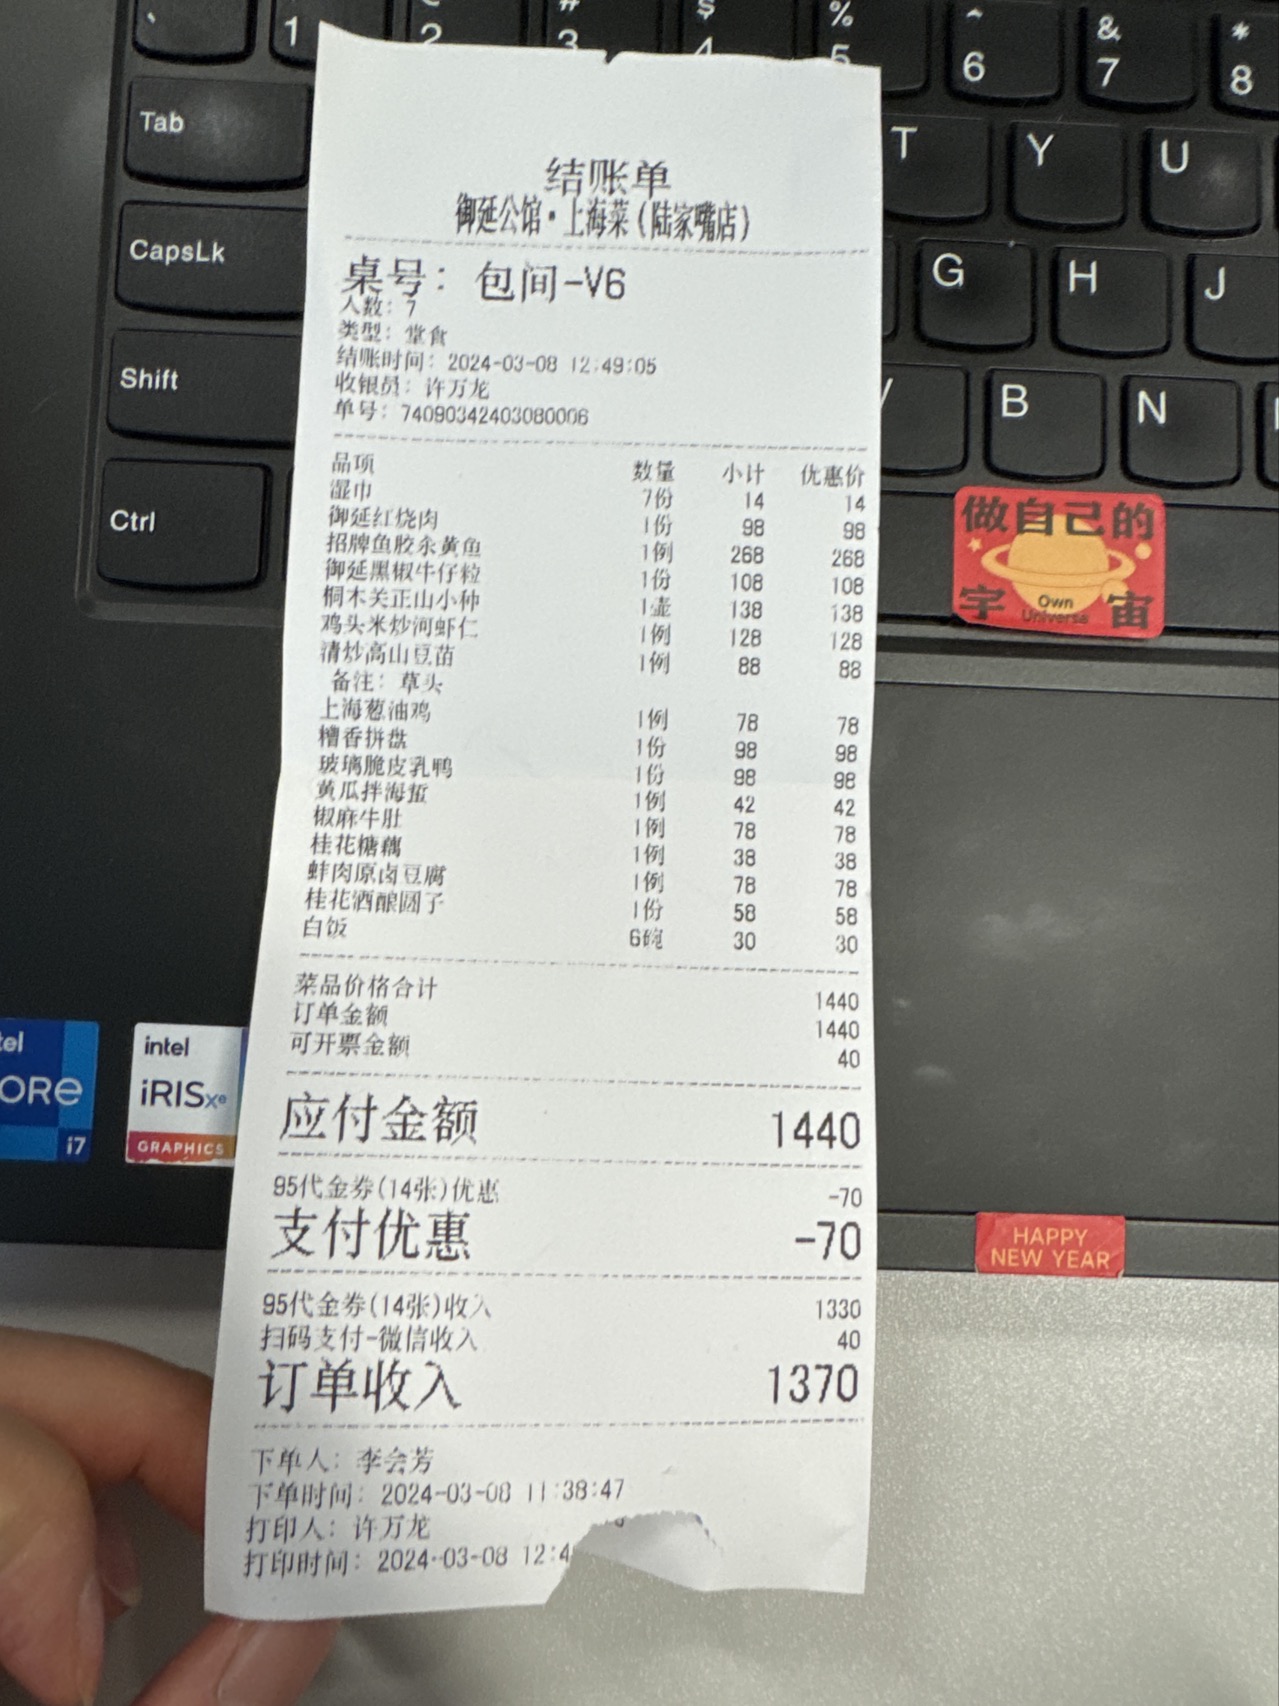 ` 1 2 3 4 5 6 7 8
# $ % ^ & *
Tab T Y U
CapsLk G H J
Shift B N
Ctrl
做自己的
宇宙
Own
Universe
intel
CORE
i7
intel
iRISxe
GRAPHICS
HAPPY
NEW YEAR
结账单
御延公馆·上海菜(陆家嘴店)
桌号: 包间-V6
人数: 7
类型: 堂食
结账时间: 2024-03-08 12:49:05
收银员: 许万龙
单号: 74090342403080006
品项 数量 小计 优惠价
湿巾 7份 14 14
御延红烧肉 1份 98 98
招牌鱼胶汆黄鱼 1例 268 268
御延黑椒牛仔粒 1份 108 108
桐木关正山小种 1壶 138 138
鸡头米炒河虾仁 1例 128 128
清炒高山豆苗 1例 88 88
备注: 草头
上海葱油鸡 1例 78 78
糟香拼盘 1份 98 98
玻璃脆皮乳鸭 1份 98 98
黄瓜拌海蜇 1例 42 42
椒麻牛肚 1例 78 78
桂花糖藕 1例 38 38
蚌肉原卤豆腐 1例 78 78
桂花酒酿圆子 1份 58 58
白饭 6碗 30 30
菜品价格合计 1440
订单金额 1440
可开票金额 40
应付金额 1440
95代金券(14张)优惠 -70
支付优惠 -70
95代金券(14张)收入 1330
扫码支付-微信收入 40
订单收入 1370
下单人: 李会芳
下单时间: 2024-03-08 11:38:47
打印人: 许万龙
打印时间: 2024-03-08 12:4